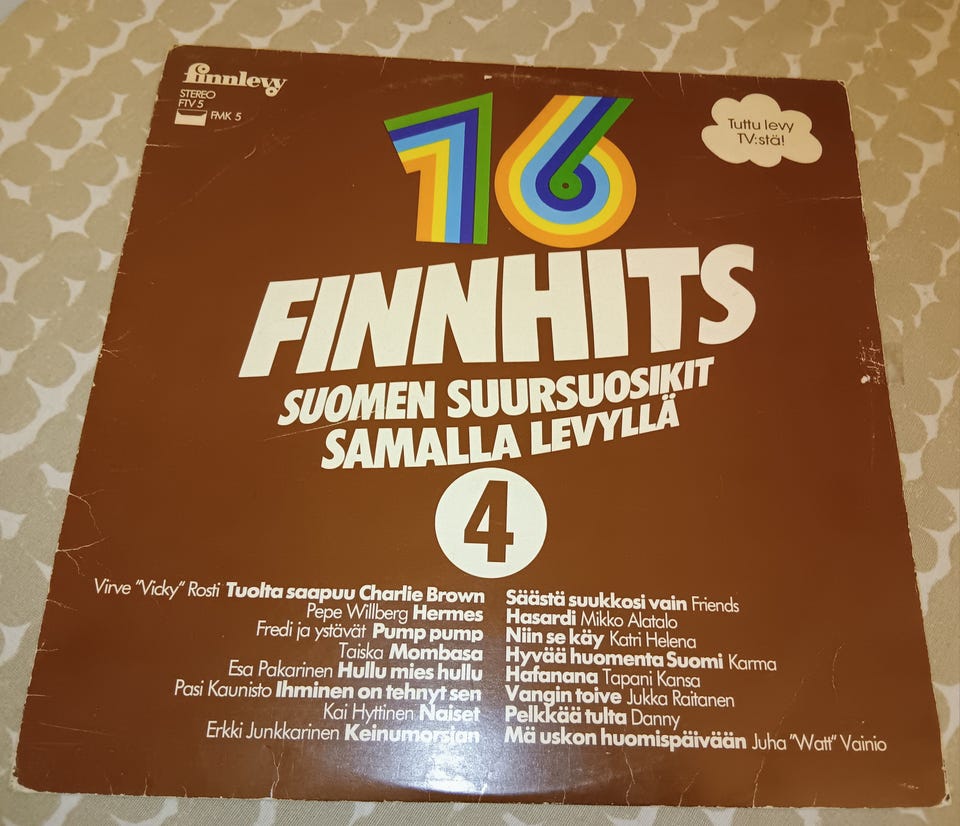 finnlevy
STEREO
FTV 5
FMK 5
16
Tuttu levy
TV:stä!
FINNHITS
SUOMEN SUURSUOSIKIT
SAMALLA LEVYLLÄ
4
Virve "Vicky" Rosti Tuolta saapuu Charlie Brown
Pepe Willberg Hermes
Fredi ja ystävät Pump pump
Taiska Mombasa
Esa Pakarinen Hullu mies hullu
Pasi Kaunisto Ihminen on tehnyt sen
Kai Hyttinen Naiset
Erkki Junkkarinen Keinumorsian
Säästä suukkosi vain Friends
Hasardi Mikko Alatalo
Niin se käy Katri Helena
Hyvää huomenta Suomi Karma
Hafanana Tapani Kansa
Vangin toive Jukka Raitanen
Pelkkää tulta Danny
Mä uskon huomispäivään Juha "Watt" Vainio